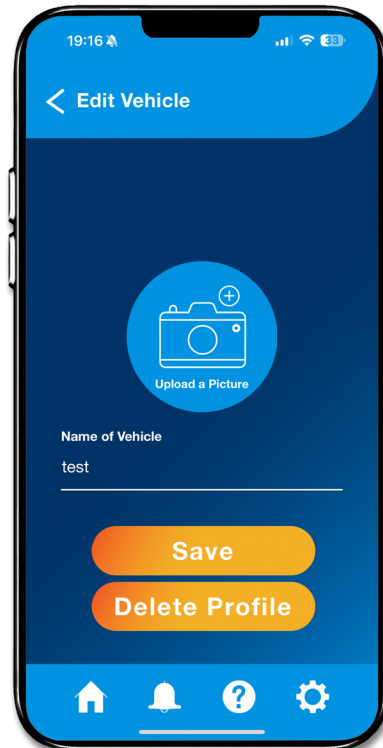 19:16
33
Edit Vehicle
Upload a Picture
Name of Vehicle
test
Save
Delete Profile
?